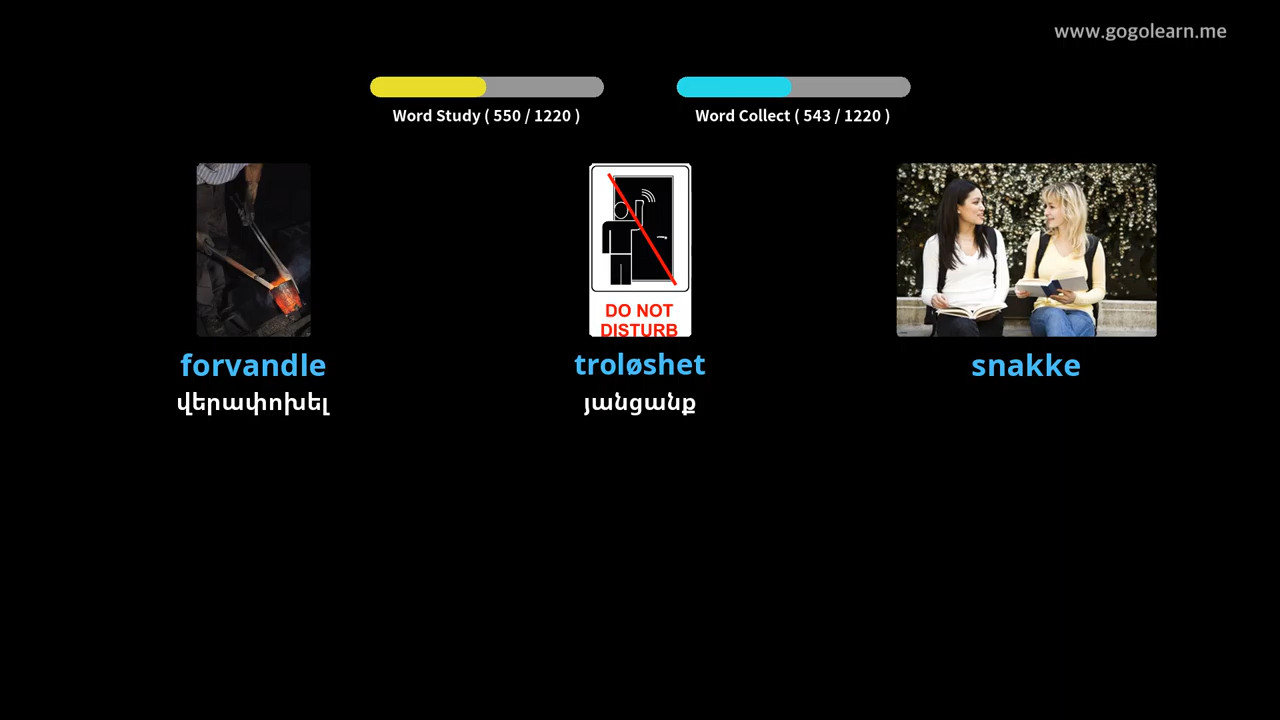 www.gogolearn.me
Word Study ( 550 / 1220 )
Word Collect ( 543 / 1220 )
DO NOT
DISTURB
forvandle
troløshet
snakke
վերափոխել
յանցանք